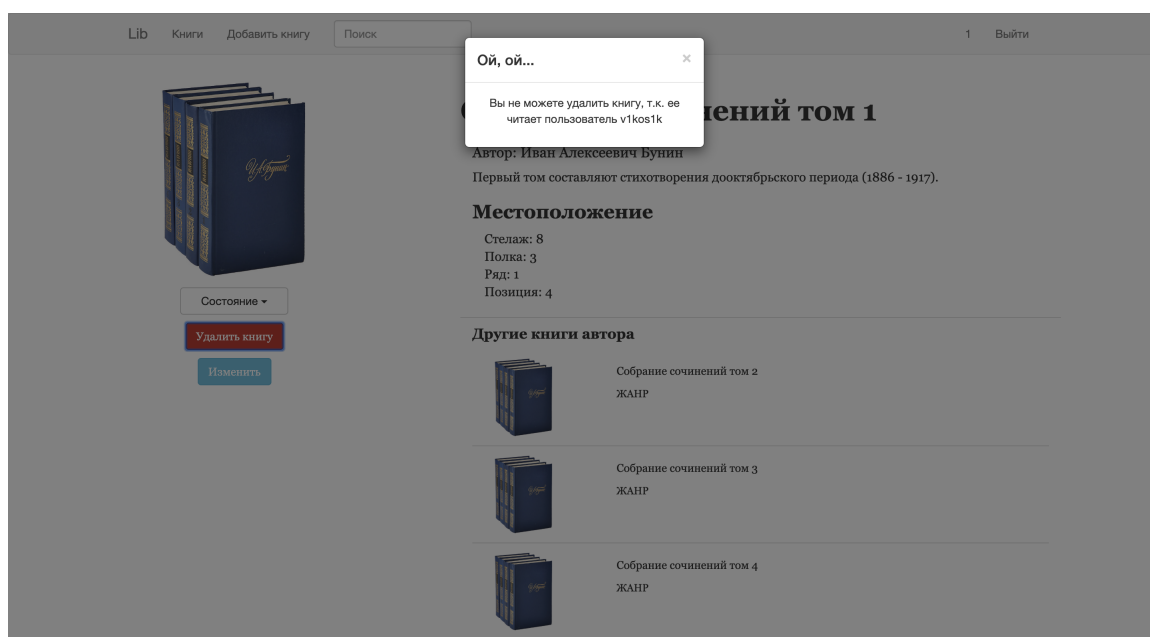 Lib Книги Добавить книгу Поиск 1 Выйти
Ой, ой... ×
Вы не можете удалить книгу, т.к. ее
читает пользователь v1kos1k
ений том 1
Автор: Иван Алексеевич Бунин
Первый том составляют стихотворения дооктябрьского периода (1886 - 1917).
Местоположение
Стелаж: 8
Полка: 3
Ряд: 1
Позиция: 4
Состояние
Удалить книгу
Изменить
Другие книги автора
Собрание сочинений том 2
ЖАНР
Собрание сочинений том 3
ЖАНР
Собрание сочинений том 4
ЖАНР